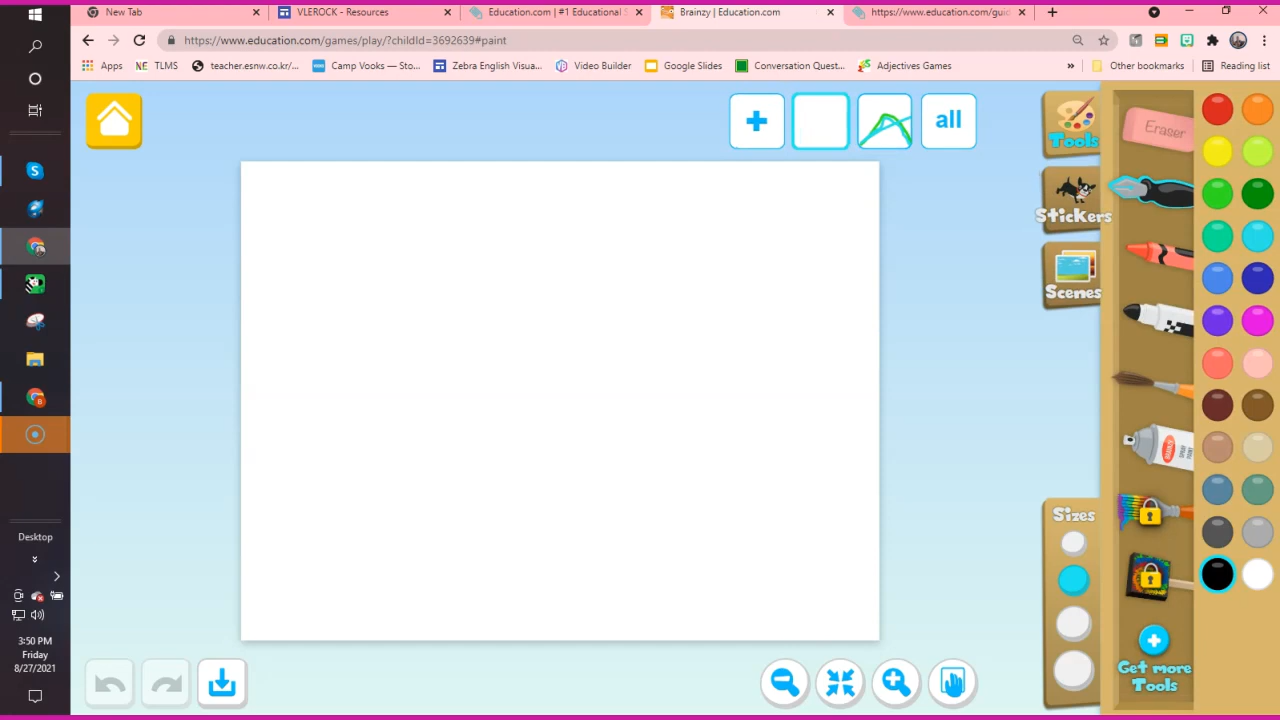 New Tab
VLEROCK - Resources
Education.com | #1 Educational S
Brainzy | Education.com
https://www.education.com/guid
https://www.education.com/games/play/?childId=3692639#paint
Apps
NE TLMS
teacher.esnw.co.kr/...
Camp Vooks — Sto...
Zebra English Visua...
Video Builder
Google Slides
Conversation Quest...
Adjectives Games
»
Other bookmarks
Reading list
+
all
Tools
Stickers
Scenes
Eraser
Sizes
Get more
Tools
Desktop
3:50 PM
Friday
8/27/2021